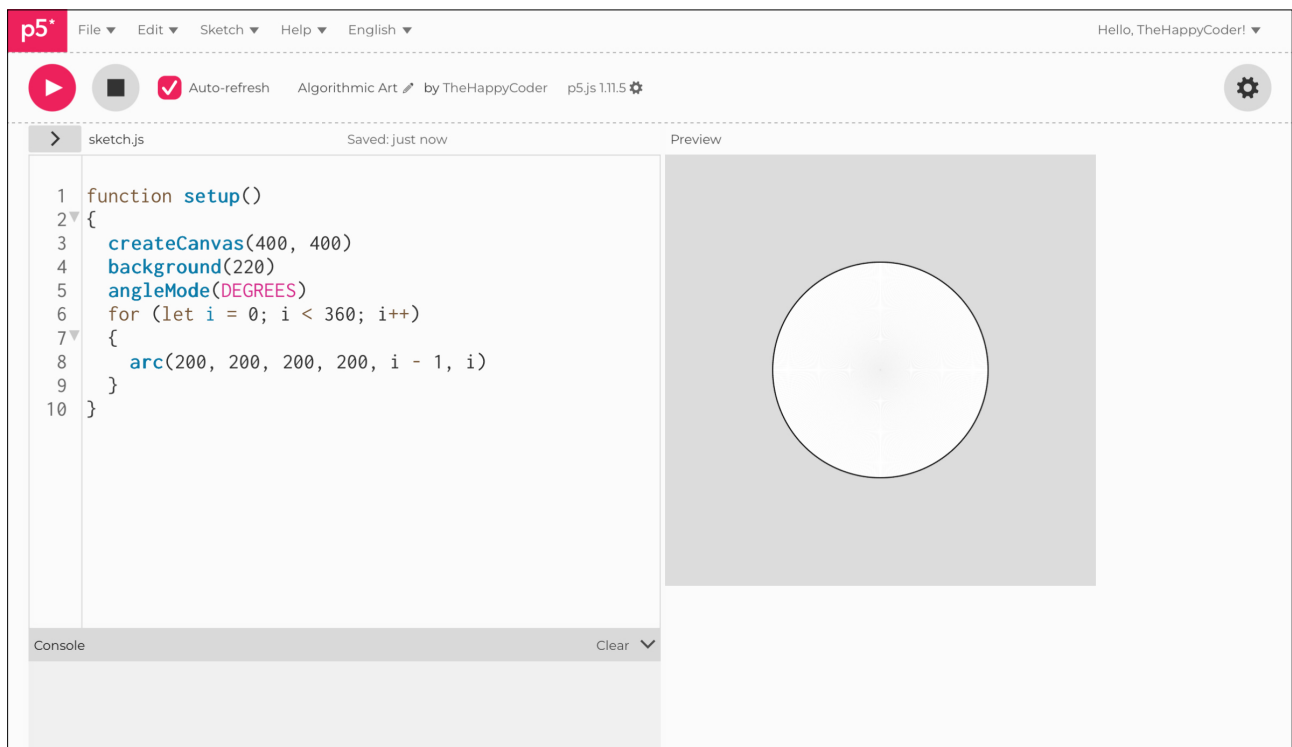 p5* File Edit Sketch Help English Hello, TheHappyCoder!
Auto-refresh Algorithmic Art by TheHappyCoder p5.js 1.11.5
sketch.js Saved: just now Preview
1 function setup()
2 {
3 createCanvas(400, 400)
4 background(220)
5 angleMode(DEGREES)
6 for (let i = 0; i < 360; i++)
7 {
8 arc(200, 200, 200, 200, i - 1, i)
9 }
10 }
Console Clear